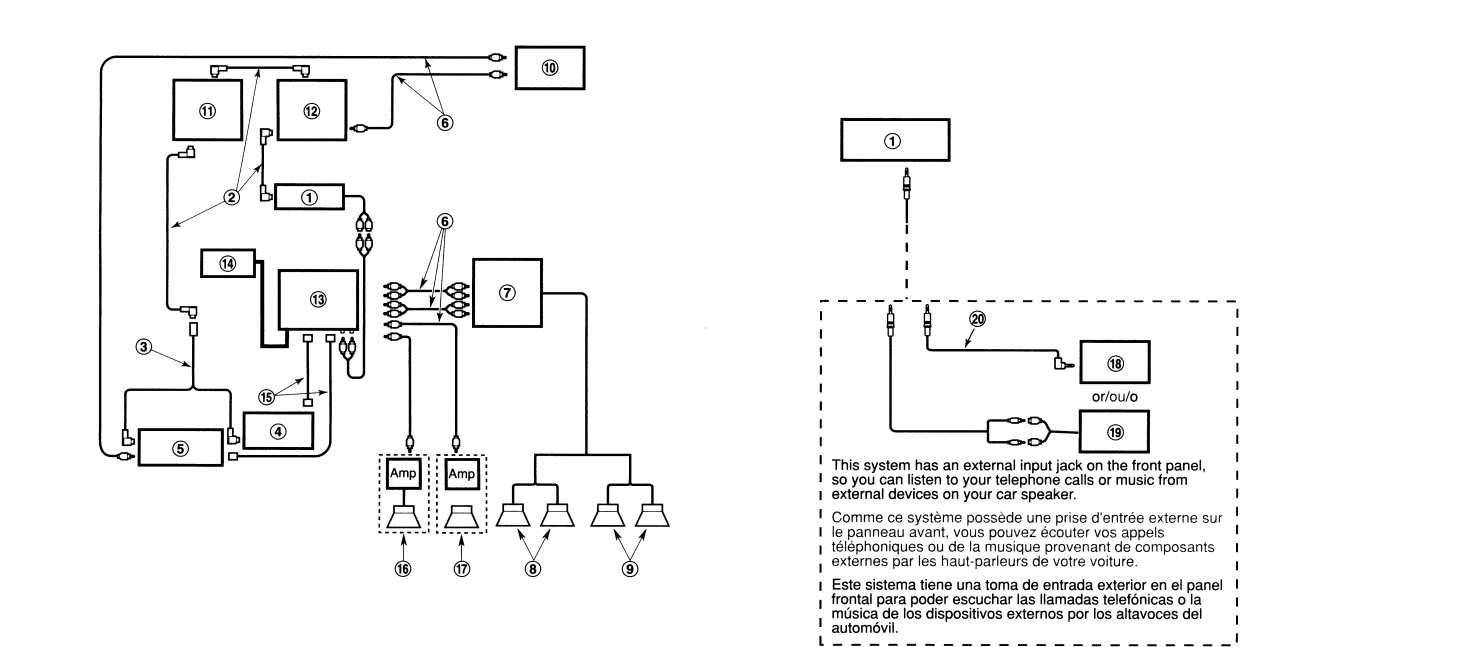 ⑩
⑪
⑫
⑥
②
①
⑥
⑭
⑬
⑦
③
⑮
④
⑤
Amp
Amp
⑯
⑰
⑧
⑨
①
⑳
⑱
or/ou/o
⑲
This system has an external input jack on the front panel,
so you can listen to your telephone calls or music from
external devices on your car speaker.
Comme ce système possède une prise d'entrée externe sur
le panneau avant, vous pouvez écouter vos appels
téléphoniques ou de la musique provenant de composants
externes par les haut-parleurs de votre voiture.
Este sistema tiene una toma de entrada exterior en el panel
frontal para poder escuchar las llamadas telefónicas o la
música de los dispositivos externos por los altavoces del
automóvil.